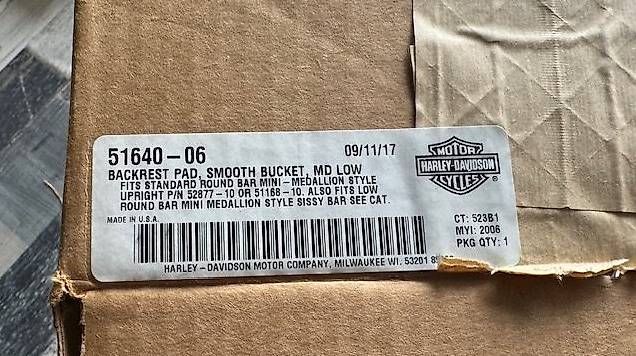 51640-06 09/11/17
BACKREST PAD, SMOOTH BUCKET, MD LOW
FITS STANDARD ROUND BAR MINI-MEDALLION STYLE
UPRIGHT P/N 52877-10 OR 51168-10. ALSO FITS LOW
ROUND BAR MINI MEDALLION STYLE SISSY BAR SEE CAT.
MADE IN U.S.A.
HARLEY-DAVIDSON MOTOR COMPANY, MILWAUKEE WI. 53201
MOTOR
HARLEY-DAVIDSON
CYCLES
®
CT: 523B1
MYI: 2006
PKG QTY: 1